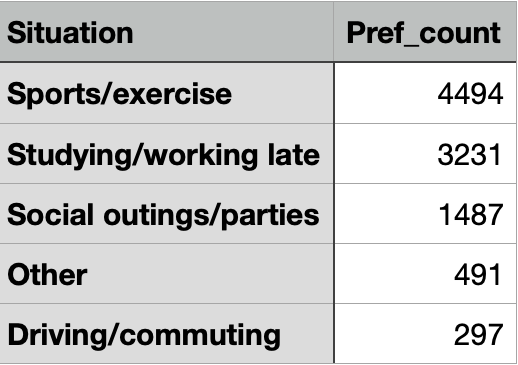 Situation Pref_count
Sports/exercise 4494
Studying/working late 3231
Social outings/parties 1487
Other 491
Driving/commuting 297